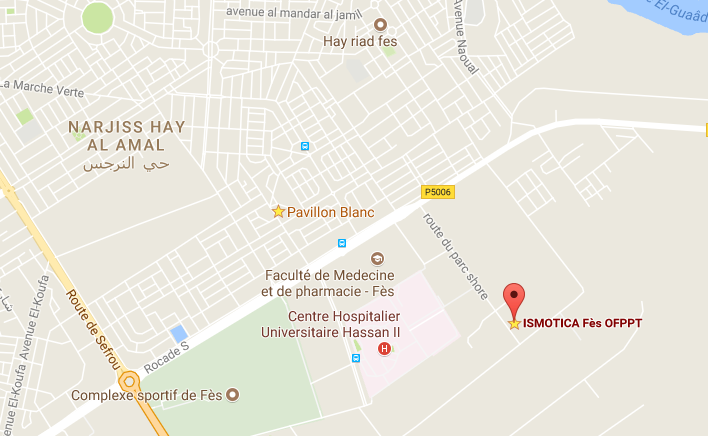 avenue al mandar al jamil
Hay riad fes
Avenue Naoual
La Marche Verte
NARJISS HAY
AL AMAL
حي النرجس
P5006
Pavillon Blanc
route du parc shore
Faculté de Medecine
et de pharmacie - Fès
Centre Hospitalier
Universitaire Hassan II
H
ISMOTICA Fès OFPPT
Avenue El-Koufa
Avenue El-Koufa
Route de Sefrou
Rocade S
Complexe sportif de Fès